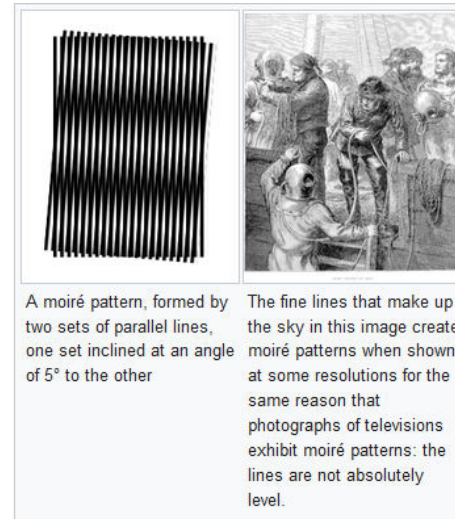 A moiré pattern, formed by
two sets of parallel lines,
one set inclined at an angle
of 5° to the other
The fine lines that make up
the sky in this image create
moiré patterns when shown
at some resolutions for the
same reason that
photographs of televisions
exhibit moiré patterns: the
lines are not absolutely
level.